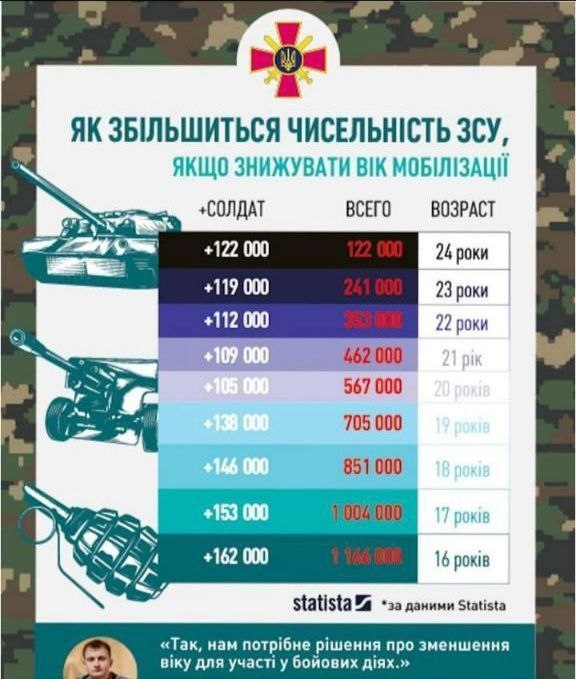 ЯК ЗБІЛЬШИТЬСЯ ЧИСЕЛЬНІСТЬ ЗСУ,
ЯКЩО ЗНИЖУВАТИ ВІК МОБІЛІЗАЦІЇ
+СОЛДАТ ВСЕГО ВОЗРАСТ
+122 000 122 000 24 роки
+119 000 241 000 23 роки
+112 000 353 000 22 роки
+109 000 462 000 21 рік
+105 000 567 000 20 років
+138 000 705 000 19 років
+146 000 851 000 18 років
+153 000 1 004 000 17 років
+162 000 1 166 000 16 років
statista *за даними Statista
«Так, нам потрібне рішення про зменшення
віку для участі у бойових діях.»